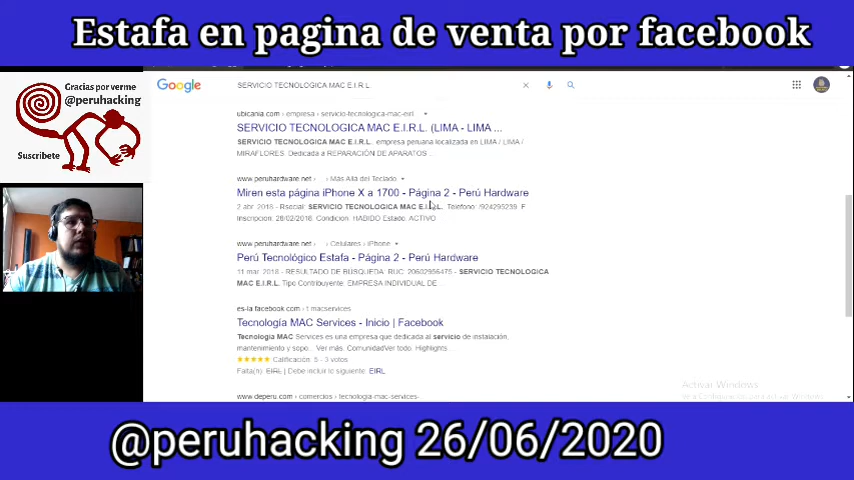 Estafa en pagina de venta por facebook
Gracias por verme
@peruhacking
Suscribete
Google
SERVICIO TECNOLOGICA MAC E.I.R.L.
ubicania.com › empresa › servicio-tecnologica-mac-eirl
SERVICIO TECNOLOGICA MAC E.I.R.L. (LIMA - LIMA ...
SERVICIO TECNOLOGICA MAC E.I.R.L. empresa peruana localizada en LIMA / LIMA /
MIRAFLORES. Dedicada a REPARACIÓN DE APARATOS ...
www.peruhardware.net › Más Allá del Teclado
Miren esta página iPhone X a 1700 - Página 2 - Perú Hardware
2 abr. 2018 - Rsecial: SERVICIO TECNOLOGICA MAC E.I.R.L. Telefono: /924295239. F.
Inscripcion: 28/02/2018. Condicion: HABIDO Estado: ACTIVO
www.peruhardware.net › Celulares › iPhone
Perú Tecnológico Estafa - Página 2 - Perú Hardware
11 mar. 2018 - RESULTADO DE BÚSQUEDA: RUC: 20602956475 - SERVICIO TECNOLOGICA
MAC E.I.R.L. Tipo Contribuyente: EMPRESA INDIVIDUAL DE...
es-la.facebook.com › t.macservices
Tecnología MAC Services - Inicio | Facebook
Tecnología MAC Services es una empresa que dedicada al servicio de instalación,
mantenimiento y sopo... Ver más. ComunidadVer todo. Highlights...
Calificación: 5 - 3 votos
Falta(n): EIRL | Debe incluir lo siguiente: EIRL
www.deperu.com › comercios › tecnologia-mac-services-
Activar Windows
@peruhacking 26/06/2020